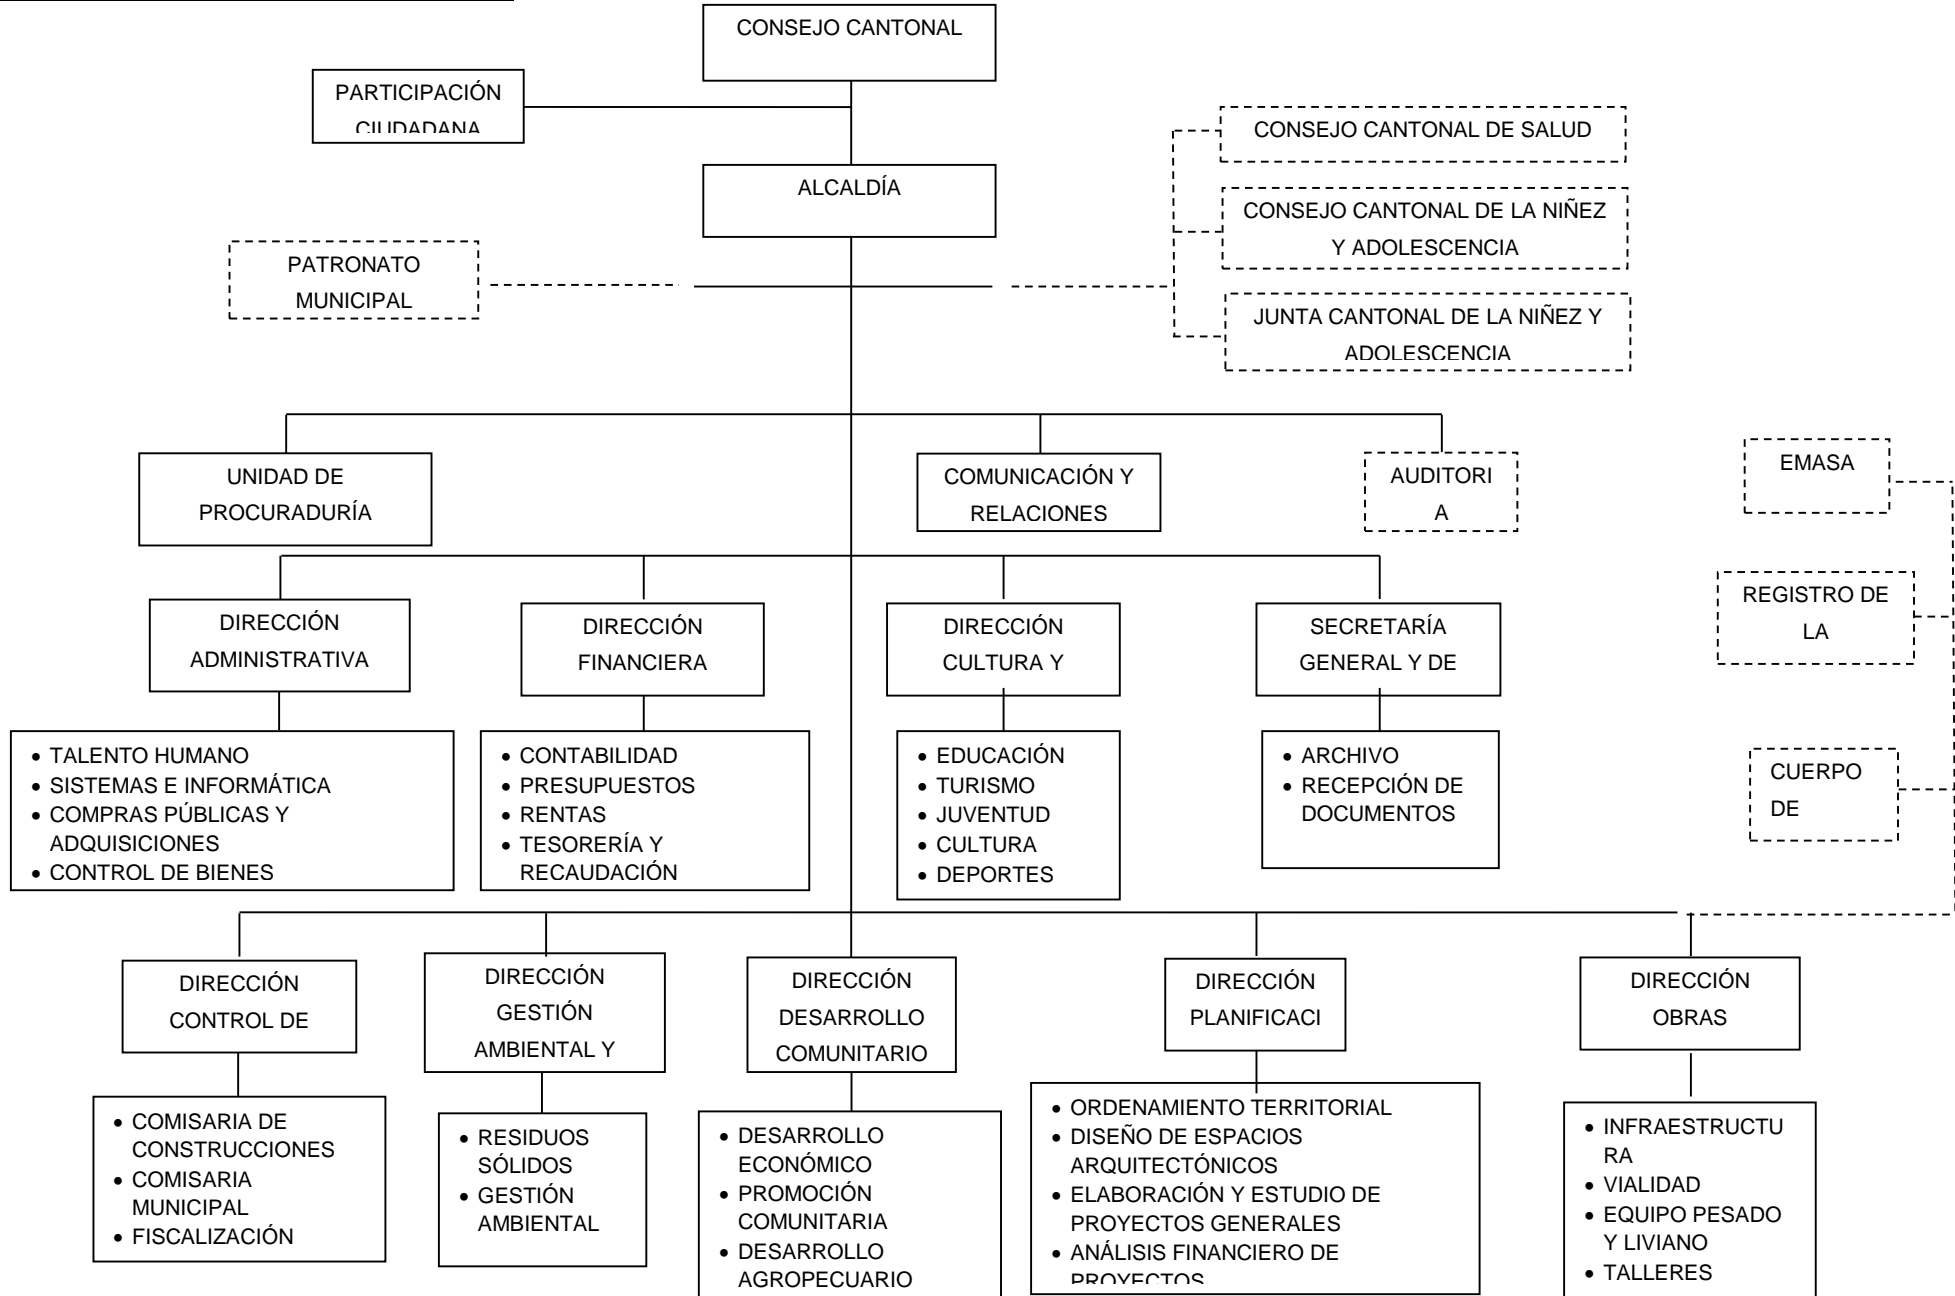 CONSEJO CANTONAL
PARTICIPACIÓN
CIUDADANA
ALCALDÍA
CONSEJO CANTONAL DE SALUD
CONSEJO CANTONAL DE LA NIÑEZ
Y ADOLESCENCIA
JUNTA CANTONAL DE LA NIÑEZ Y
ADOLESCENCIA
PATRONATO
MUNICIPAL
UNIDAD DE
PROCURADURÍA
COMUNICACIÓN Y
RELACIONES
AUDITORI
A
EMASA
REGISTRO DE
LA
CUERPO
DE
DIRECCIÓN
ADMINISTRATIVA
DIRECCIÓN
FINANCIERA
DIRECCIÓN
CULTURA Y
SECRETARÍA
GENERAL Y DE
• TALENTO HUMANO
• SISTEMAS E INFORMÁTICA
• COMPRAS PÚBLICAS Y
ADQUISICIONES
• CONTROL DE BIENES
• CONTABILIDAD
• PRESUPUESTOS
• RENTAS
• TESORERÍA Y
RECAUDACIÓN
• EDUCACIÓN
• TURISMO
• JUVENTUD
• CULTURA
• DEPORTES
• ARCHIVO
• RECEPCIÓN DE
DOCUMENTOS
DIRECCIÓN
CONTROL DE
DIRECCIÓN
GESTIÓN
AMBIENTAL Y
DIRECCIÓN
DESARROLLO
COMUNITARIO
DIRECCIÓN
PLANIFICACI
DIRECCIÓN
OBRAS
• COMISARIA DE
CONSTRUCCIONES
• COMISARIA
MUNICIPAL
• FISCALIZACIÓN
• RESIDUOS
SÓLIDOS
• GESTIÓN
AMBIENTAL
• DESARROLLO
ECONÓMICO
• PROMOCIÓN
COMUNITARIA
• DESARROLLO
AGROPECUARIO
• ORDENAMIENTO TERRITORIAL
• DISEÑO DE ESPACIOS
ARQUITECTÓNICOS
• ELABORACIÓN Y ESTUDIO DE
PROYECTOS GENERALES
• ANÁLISIS FINANCIERO DE
PROYECTOS
• INFRAESTRUCTU
RA
• VIALIDAD
• EQUIPO PESADO
Y LIVIANO
• TALLERES